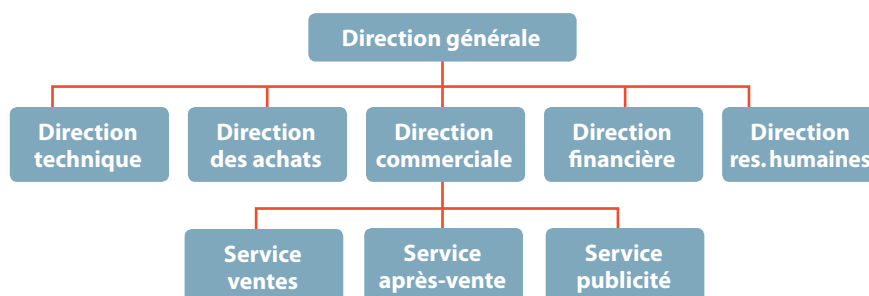 Direction générale
Direction
technique
Direction
des achats
Direction
commerciale
Direction
financière
Direction
res. humaines
Service
ventes
Service
après-vente
Service
publicité